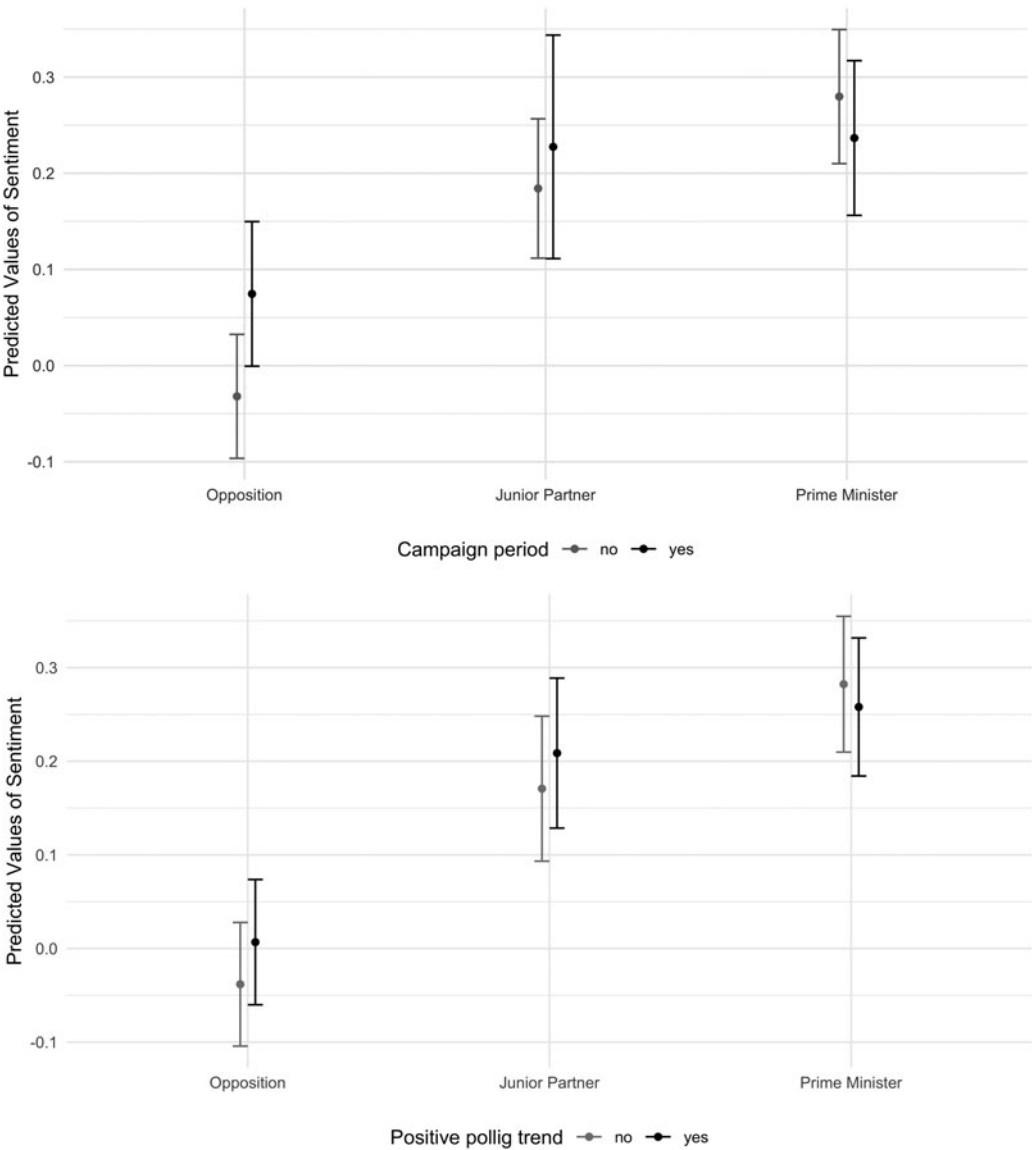 Predicted Values of Sentiment
0.3
0.2
0.1
0.0
-0.1
Opposition Junior Partner Prime Minister
Campaign period no yes
Predicted Values of Sentiment
0.3
0.2
0.1
0.0
-0.1
Opposition Junior Partner Prime Minister
Positive pollig trend no yes